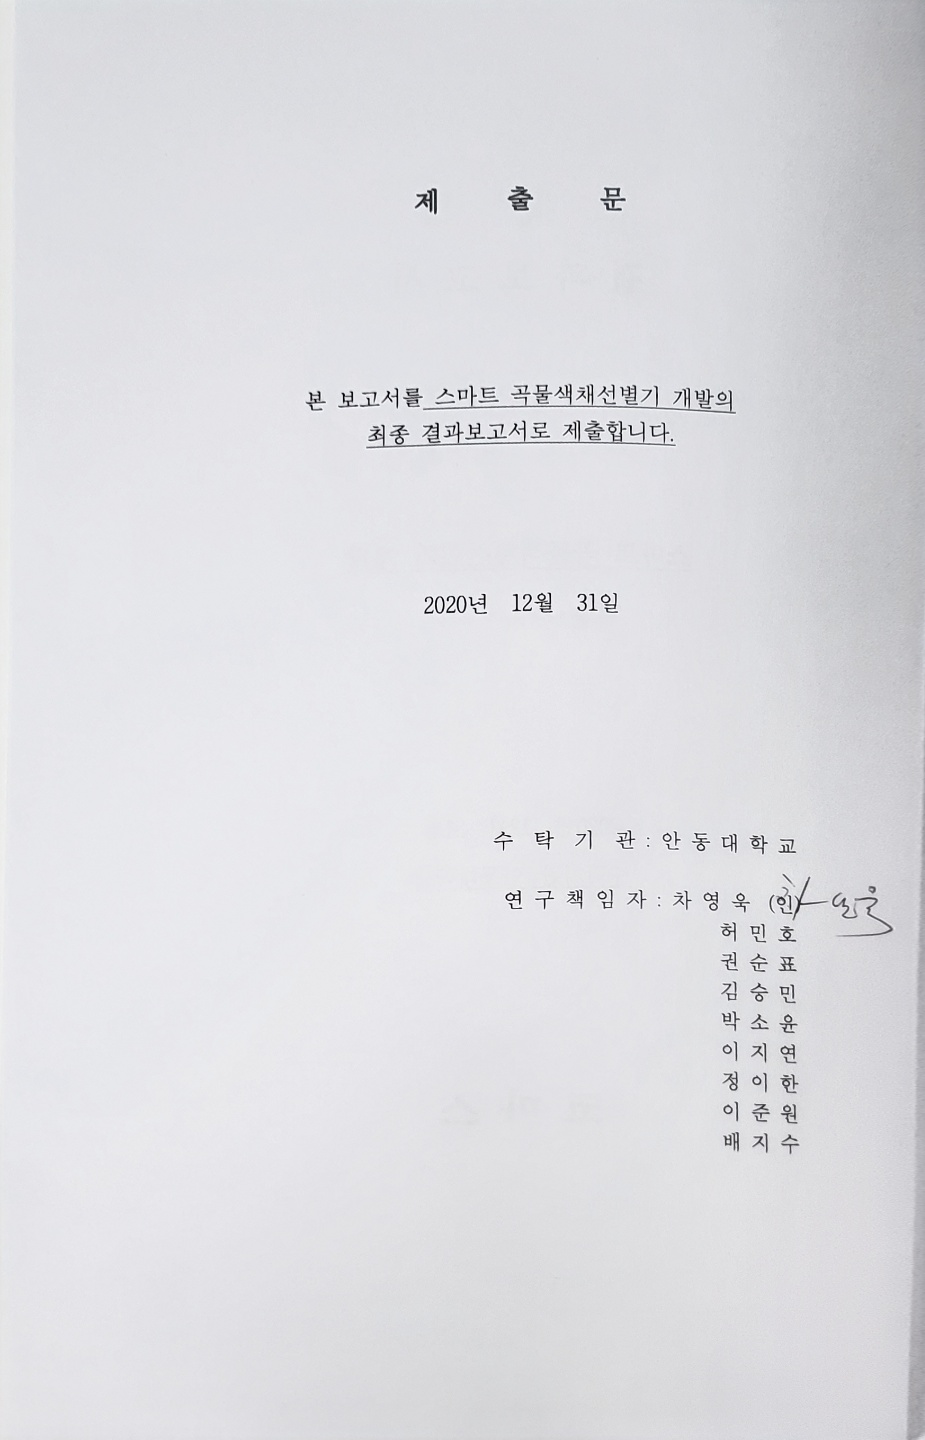 제 출 문
본 보고서를 스마트 곡물색채선별기 개발의
최종 결과보고서로 제출합니다.
2020년 12월 31일
수 탁 기 관 : 안 동 대 학 교
연 구 책 임 자 : 차 영 욱 (인)
허 민 호
권 순 표
김 승 민
박 소 윤
이 지 연
정 이 한
이 준 원
배 지 수